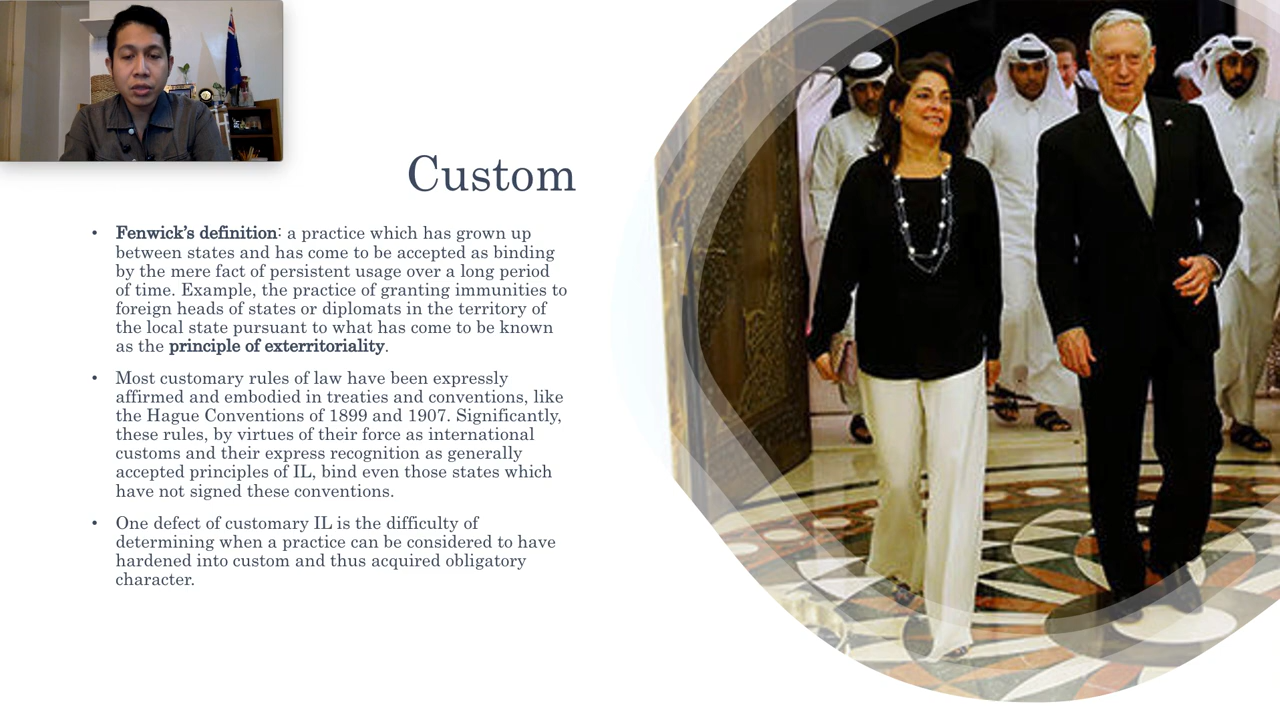 Custom
• Fenwick's definition: a practice which has grown up
between states and has come to be accepted as binding
by the mere fact of persistent usage over a long period
of time. Example, the practice of granting immunities to
foreign heads of states or diplomats in the territory of
the local state pursuant to what has come to be known
as the principle of exterritoriality.
• Most customary rules of law have been expressly
affirmed and embodied in treaties and conventions, like
the Hague Conventions of 1899 and 1907. Significantly,
these rules, by virtues of their force as international
customs and their express recognition as generally
accepted principles of IL, bind even those states which
have not signed these conventions.
• One defect of customary IL is the difficulty of
determining when a practice can be considered to have
hardened into custom and thus acquired obligatory
character.